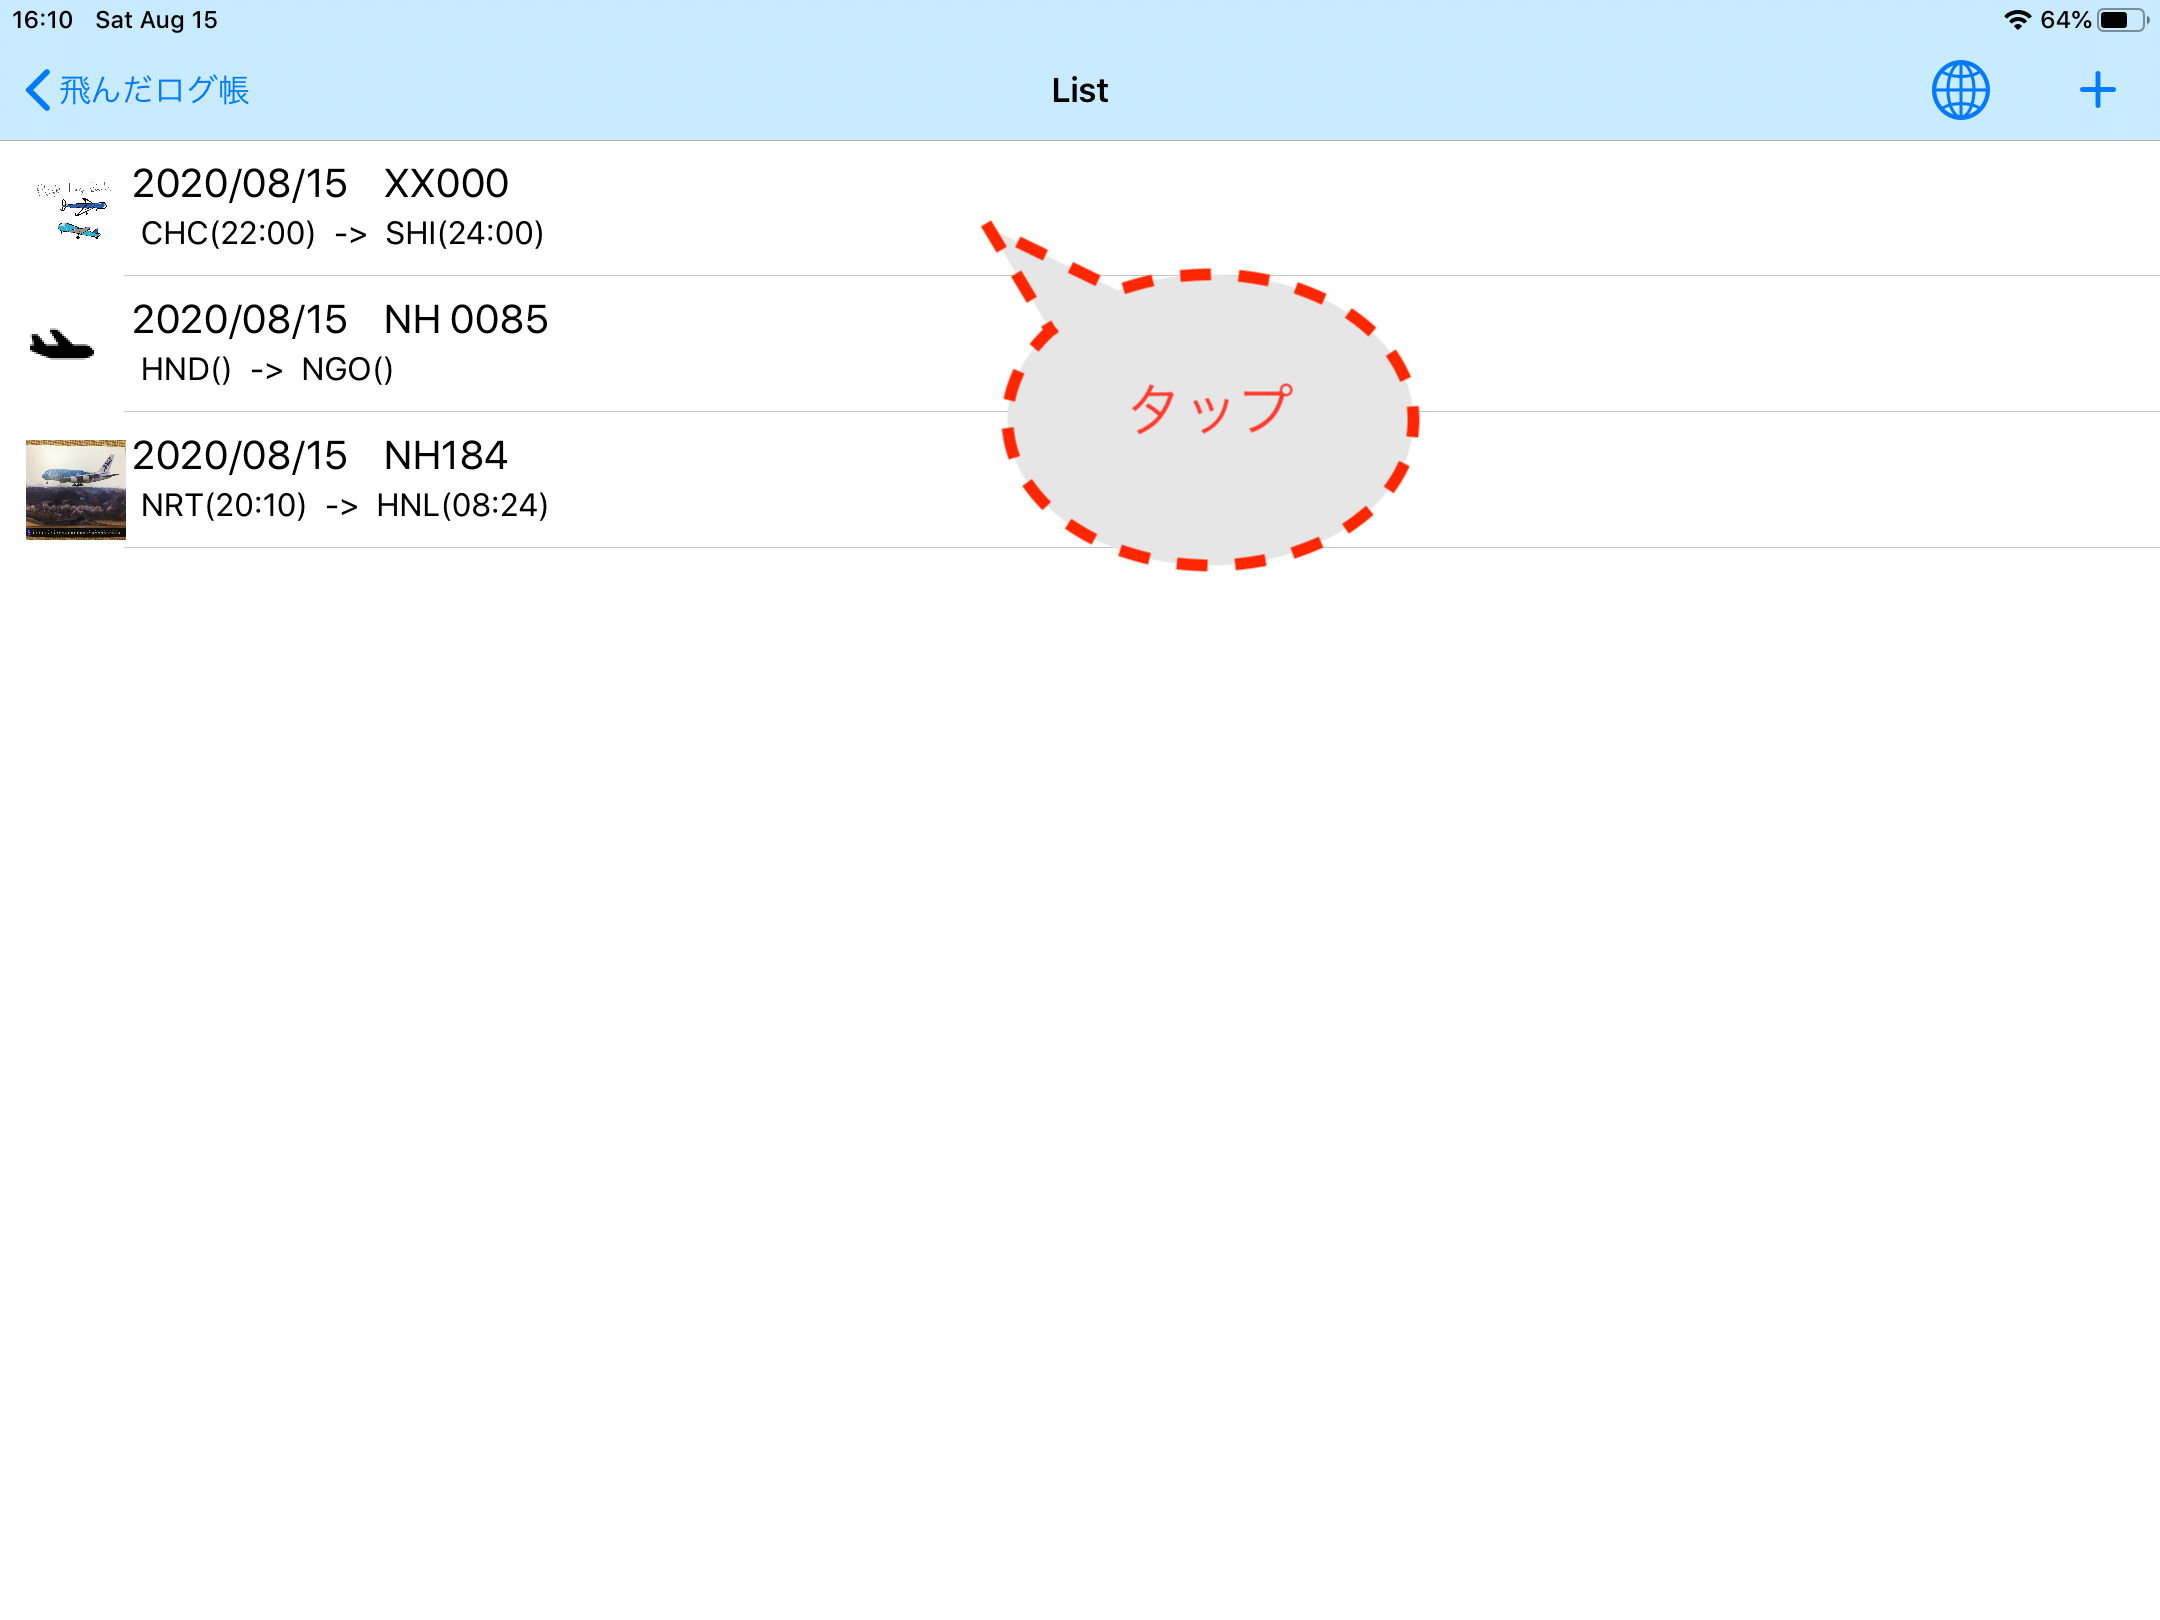 16:10 Sat Aug 15 64%
飛んだログ帳 List
2020/08/15 XX000
CHC(22:00) -> SHI(24:00)
2020/08/15 NH 0085
HND() -> NGO()
タップ
2020/08/15 NH184
NRT(20:10) -> HNL(08:24)